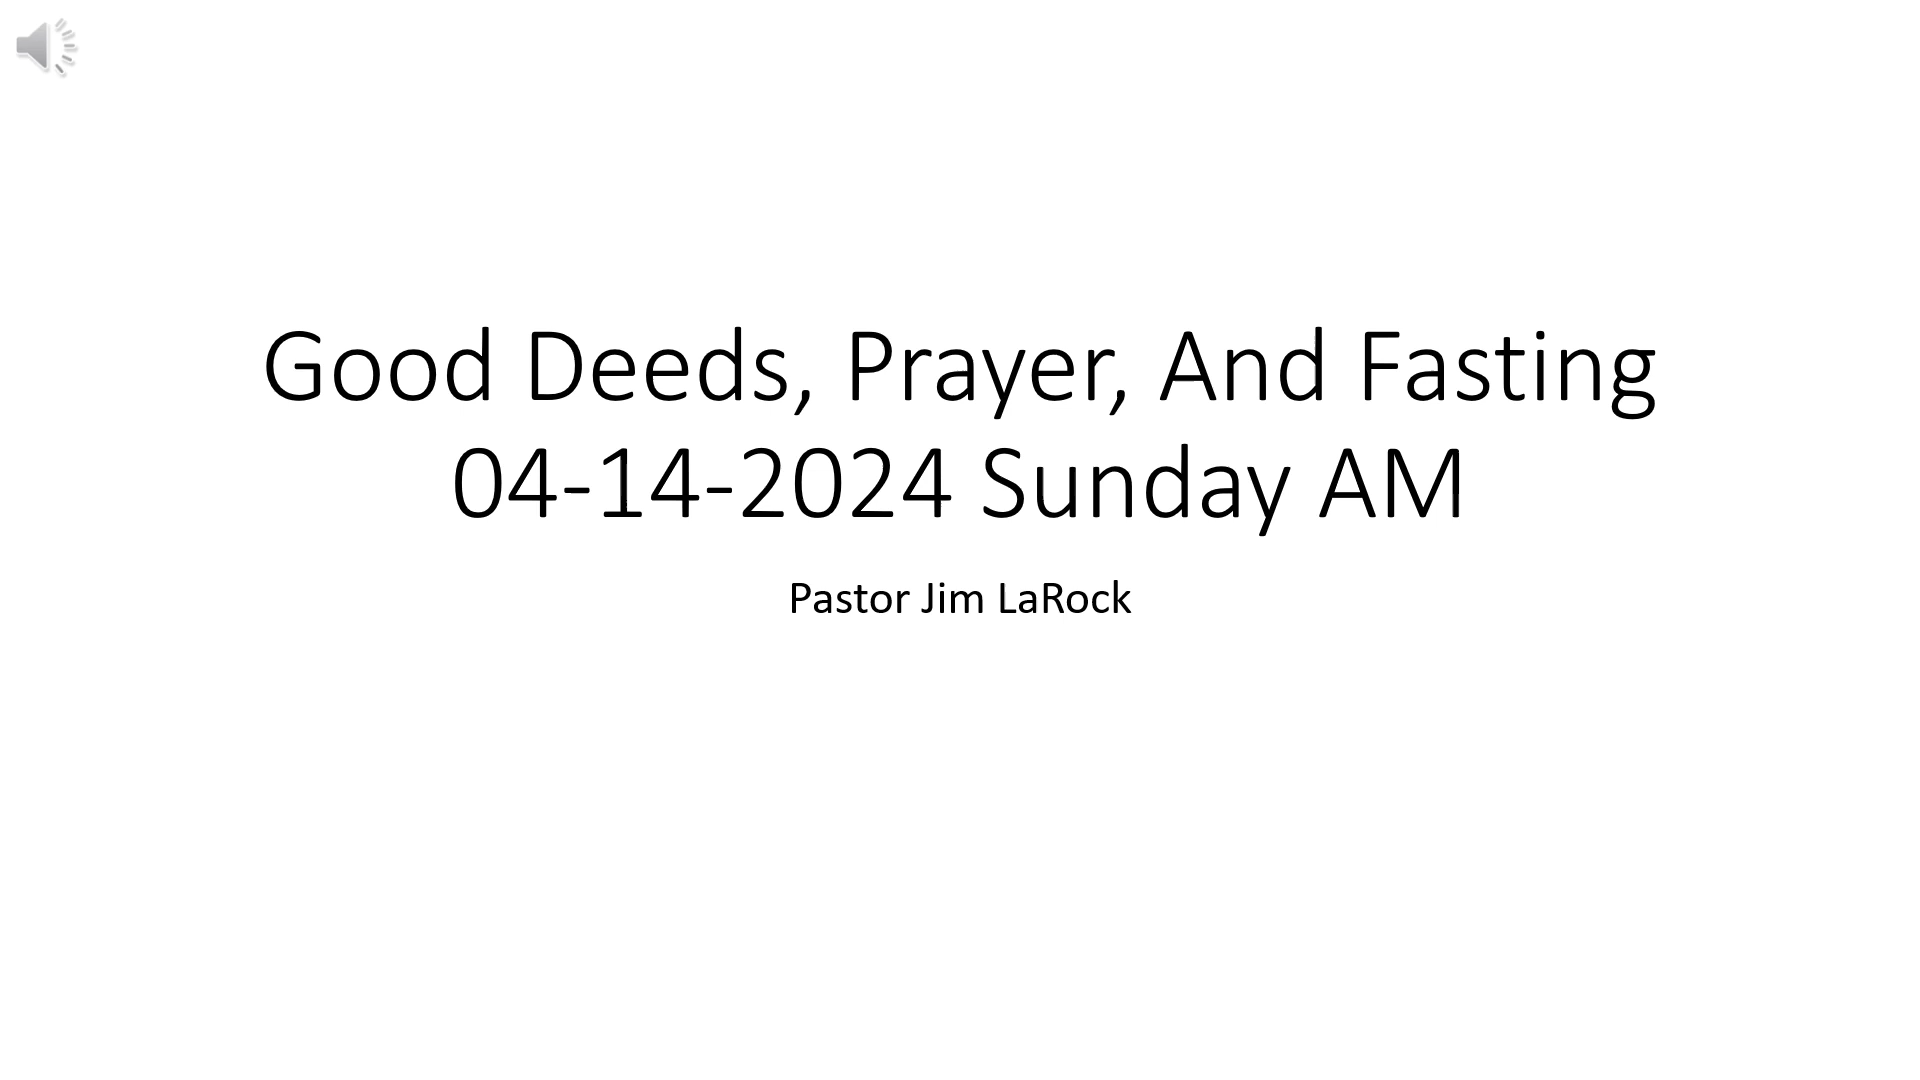 Good Deeds, Prayer, And Fasting
04-14-2024 Sunday AM
Pastor Jim LaRock